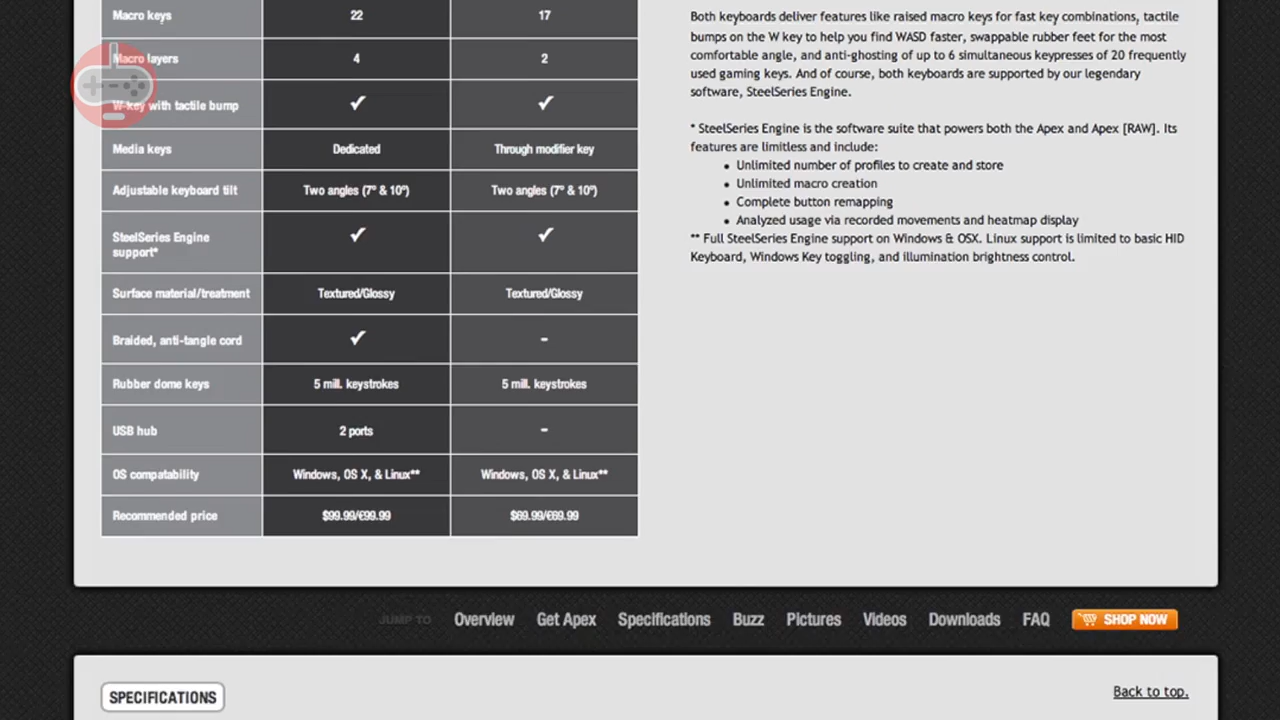 Macro keys 22 17
Macro layers 4 2
W-key with tactile bump ✓ ✓
Media keys Dedicated Through modifier key
Adjustable keyboard tilt Two angles (7º & 10º) Two angles (7º & 10º)
SteelSeries Engine
support* ✓ ✓
Surface material/treatment Textured/Glossy Textured/Glossy
Braided, anti-tangle cord ✓ -
Rubber dome keys 5 mill. keystrokes 5 mill. keystrokes
USB hub 2 ports -
OS compatability Windows, OS X, & Linux** Windows, OS X, & Linux**
Recommended price $99.99/€99.99 $69.99/€69.99
Both keyboards deliver features like raised macro keys for fast key combinations, tactile
bumps on the W key to help you find WASD faster, swappable rubber feet for the most
comfortable angle, and anti-ghosting of up to 6 simultaneous keypresses of 20 frequently
used gaming keys. And of course, both keyboards are supported by our legendary
software, SteelSeries Engine.
* SteelSeries Engine is the software suite that powers both the Apex and Apex [RAW]. Its
features are limitless and include:
• Unlimited number of profiles to create and store
• Unlimited macro creation
• Complete button remapping
• Analyzed usage via recorded movements and heatmap display
** Full SteelSeries Engine support on Windows & OSX. Linux support is limited to basic HID
Keyboard, Windows Key toggling, and illumination brightness control.
JUMP TO Overview Get Apex Specifications Buzz Pictures Videos Downloads FAQ SHOP NOW
SPECIFICATIONS
Back to top.